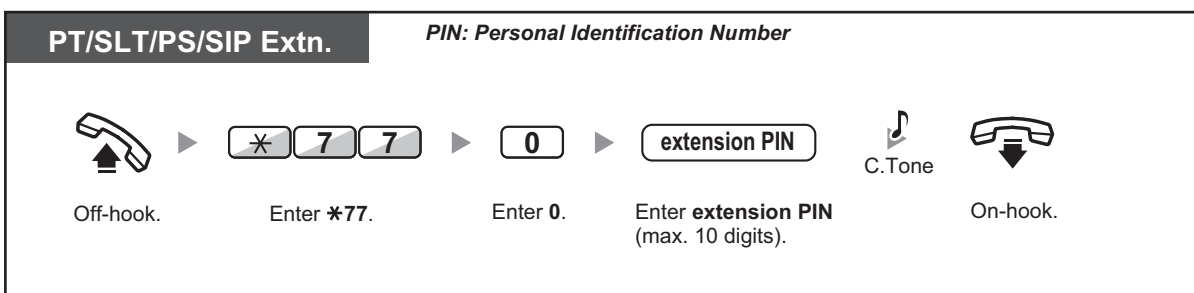 PT/SLT/PS/SIP Extn.
PIN: Personal Identification Number
✳ 7 7 0 extension PIN
C.Tone
Off-hook. Enter ✳77. Enter 0. Enter extension PIN (max. 10 digits). On-hook.